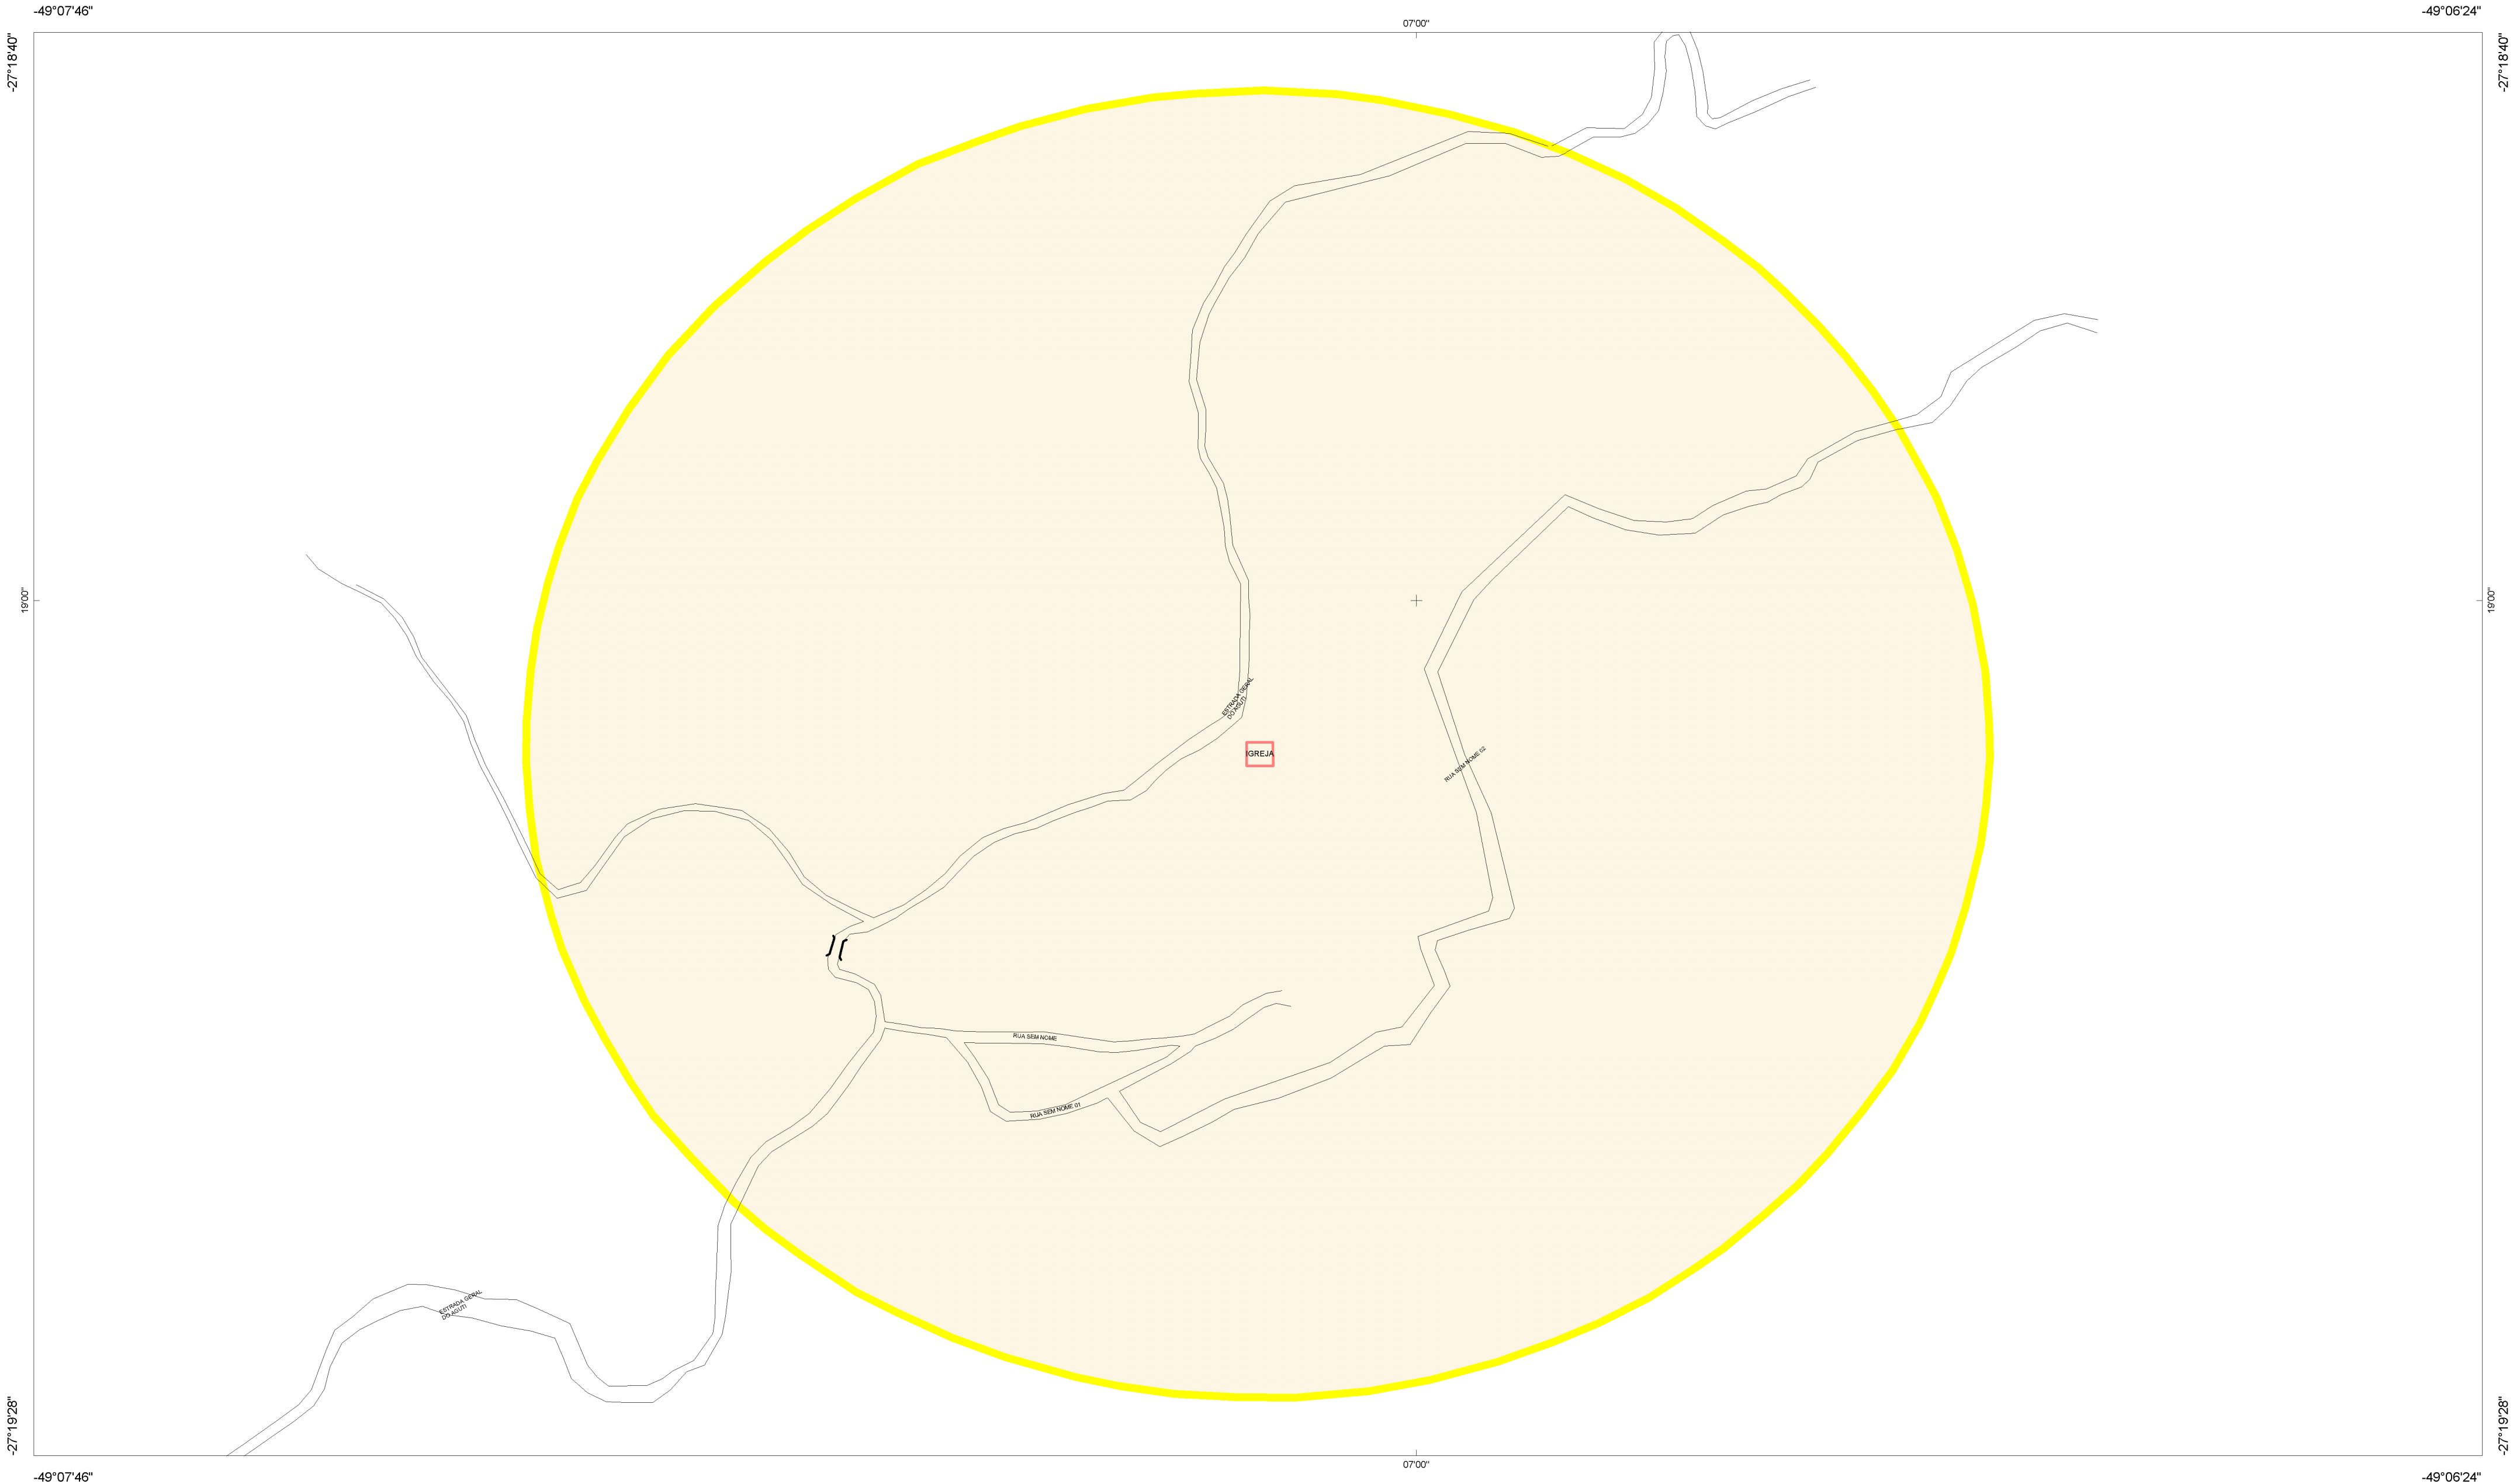 -49°07'46"
07'00"
-49°06'24"
-27°18'40"
-27°18'40"
19'00"
19'00"
ESTRADA GERAL
DO AGUTI
IGREJA
RUA SEM NOME 02
RUA SEM NOME
RUA SEM NOME 01
ESTRADA GERAL
DO AGUTI
-27°19'28"
-27°19'28"
-49°07'46"
07'00"
-49°06'24"